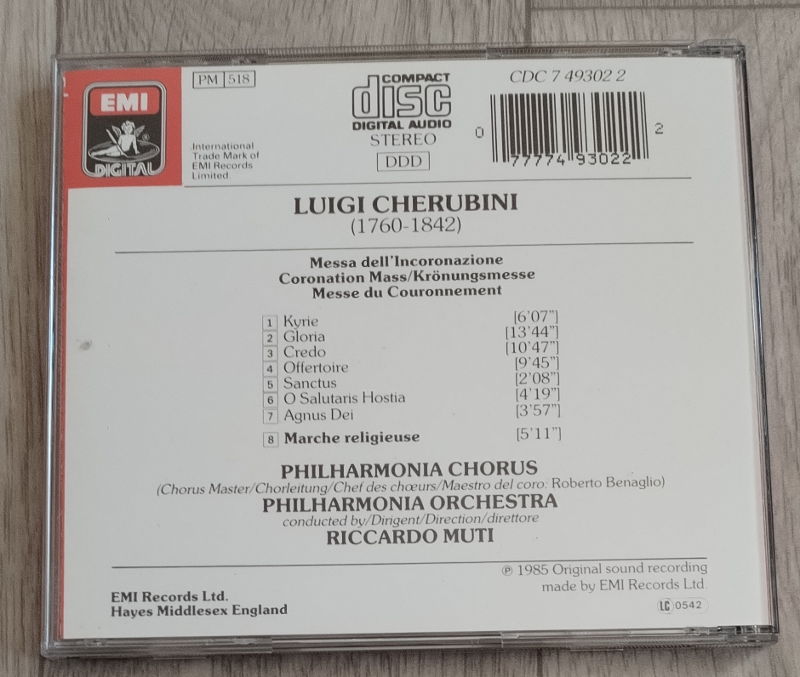 EMI
DIGITAL
PM 518
International
Trade Mark of
EMI Records
Limited.
COMPACT
disc
DIGITAL AUDIO
STEREO
DDD
CDC 7 49302 2
0 77774 93022 2
LUIGI CHERUBINI
(1760-1842)
Messa dell'Incoronazione
Coronation Mass/Krönungsmesse
Messe du Couronnement
1 Kyrie [6'07"]
2 Gloria [13'44"]
3 Credo [10'47"]
4 Offertoire [9'45"]
5 Sanctus [2'08"]
6 O Salutaris Hostia [4'19"]
7 Agnus Dei [3'57"]
8 Marche religieuse [5'11"]
PHILHARMONIA CHORUS
(Chorus Master/Chorleitung/Chef des chœurs/Maestro del coro: Roberto Benaglio)
PHILHARMONIA ORCHESTRA
conducted by/Dirigent/Direction/direttore
RICCARDO MUTI
℗ 1985 Original sound recording
made by EMI Records Ltd.
EMI Records Ltd.
Hayes Middlesex England
LC 0542